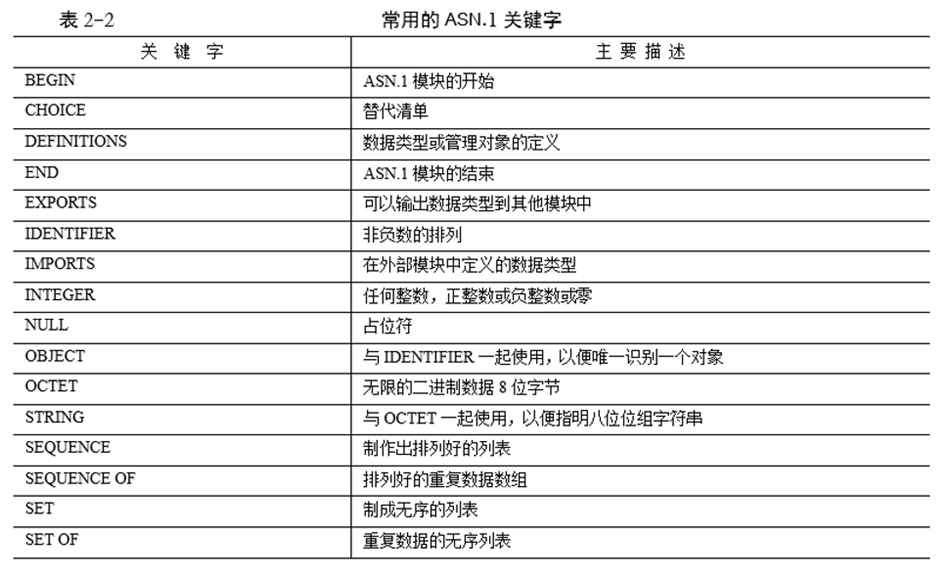 表 2-2 常用的 ASN.1 关键字
关 键 字 主 要 描 述
BEGIN ASN.1 模块的开始
CHOICE 替代清单
DEFINITIONS 数据类型或管理对象的定义
END ASN.1 模块的结束
EXPORTS 可以输出数据类型到其他模块中
IDENTIFIER 非负数的排列
IMPORTS 在外部模块中定义的数据类型
INTEGER 任何整数，正整数或负整数或零
NULL 占位符
OBJECT 与 IDENTIFIER 一起使用，以便唯一识别一个对象
OCTET 无限的二进制数据 8 位字节
STRING 与 OCTET 一起使用，以便指明八位位组字符串
SEQUENCE 制作出排列好的列表
SEQUENCE OF 排列好的重复数据数组
SET 制成无序的列表
SET OF 重复数据的无序列表